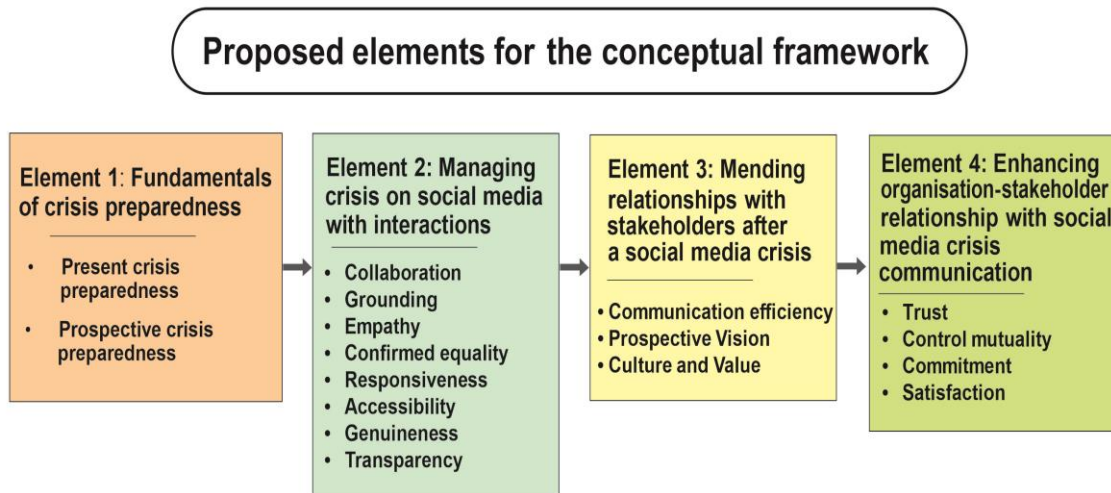 Proposed elements for the conceptual framework
Element 1: Fundamentals
of crisis preparedness
• Present crisis
preparedness
• Prospective crisis
preparedness
Element 2: Managing
crisis on social media
with interactions
• Collaboration
• Grounding
• Empathy
• Confirmed equality
• Responsiveness
• Accessibility
• Genuineness
• Transparency
Element 3: Mending
relationships with
stakeholders after
a social media crisis
• Communication efficiency
• Prospective Vision
• Culture and Value
Element 4: Enhancing
organisation-stakeholder
relationship with social
media crisis
communication
• Trust
• Control mutuality
• Commitment
• Satisfaction